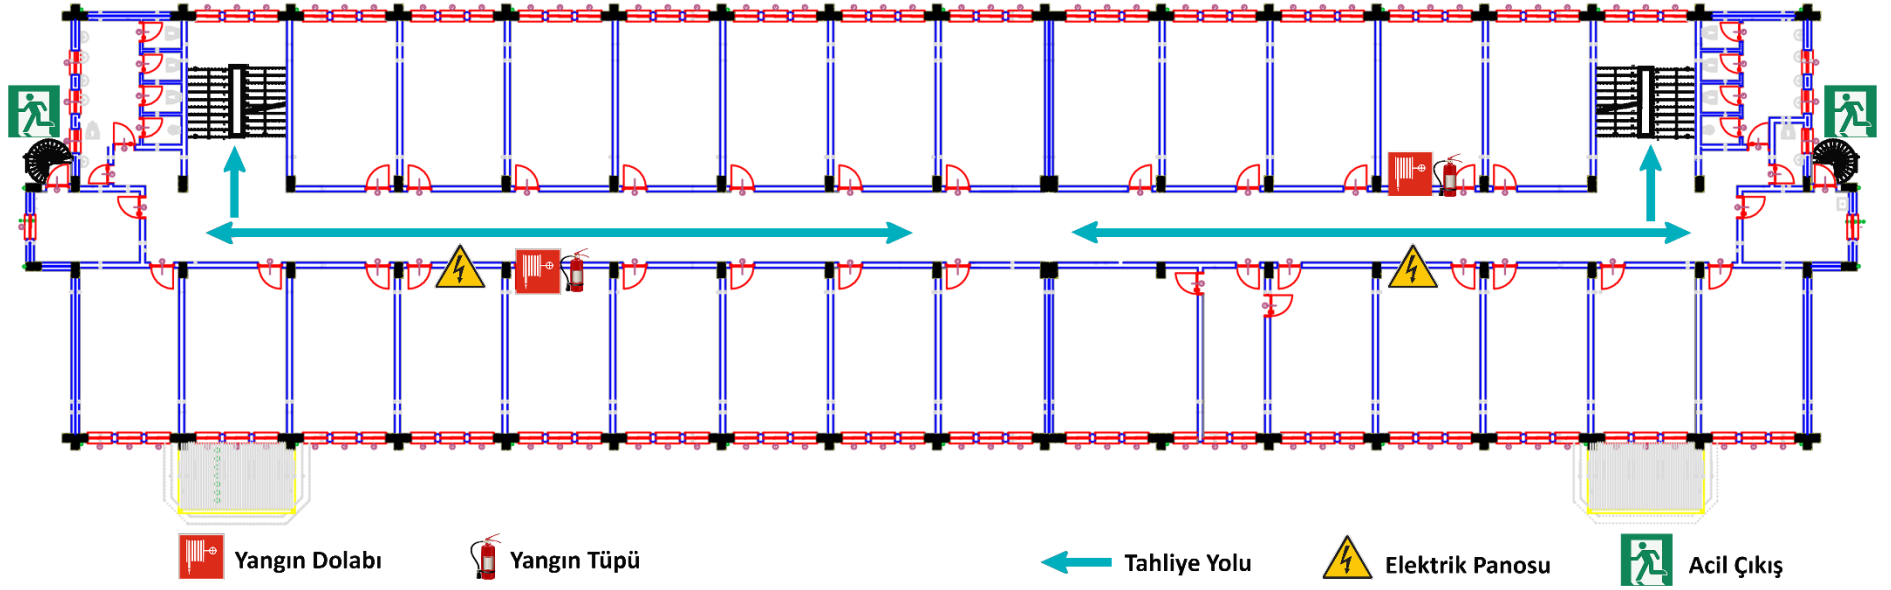 Yangın Dolabı
Yangın Tüpü
Tahliye Yolu
Elektrik Panosu
Acil Çıkış